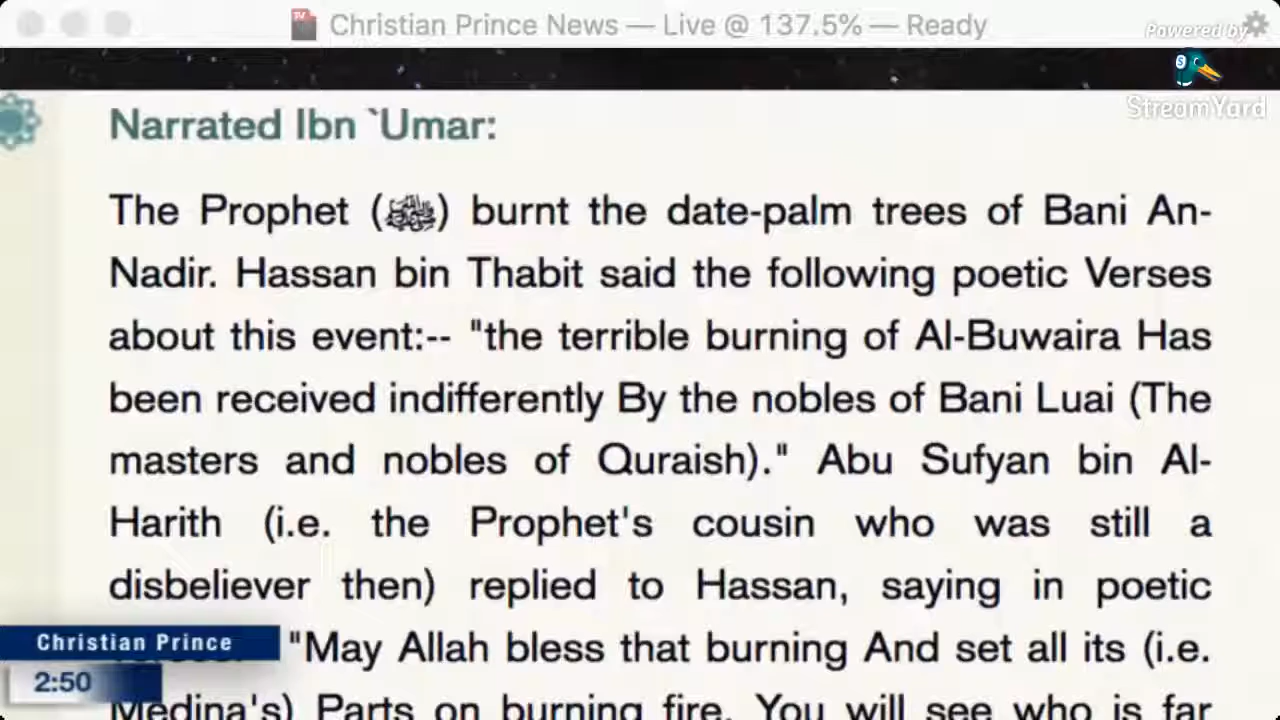 Christian Prince News — Live @ 137.5% — Ready
Powered by
StreamYard
Narrated Ibn `Umar:
The Prophet (ﷺ) burnt the date-palm trees of Bani An-
Nadir. Hassan bin Thabit said the following poetic Verses
about this event:-- "the terrible burning of Al-Buwaira Has
been received indifferently By the nobles of Bani Luai (The
masters and nobles of Quraish)." Abu Sufyan bin Al-
Harith (i.e. the Prophet's cousin who was still a
disbeliever then) replied to Hassan, saying in poetic
"May Allah bless that burning And set all its (i.e.
Medina's) Parts on burning fire. You will see who is far
Christian Prince
2:50